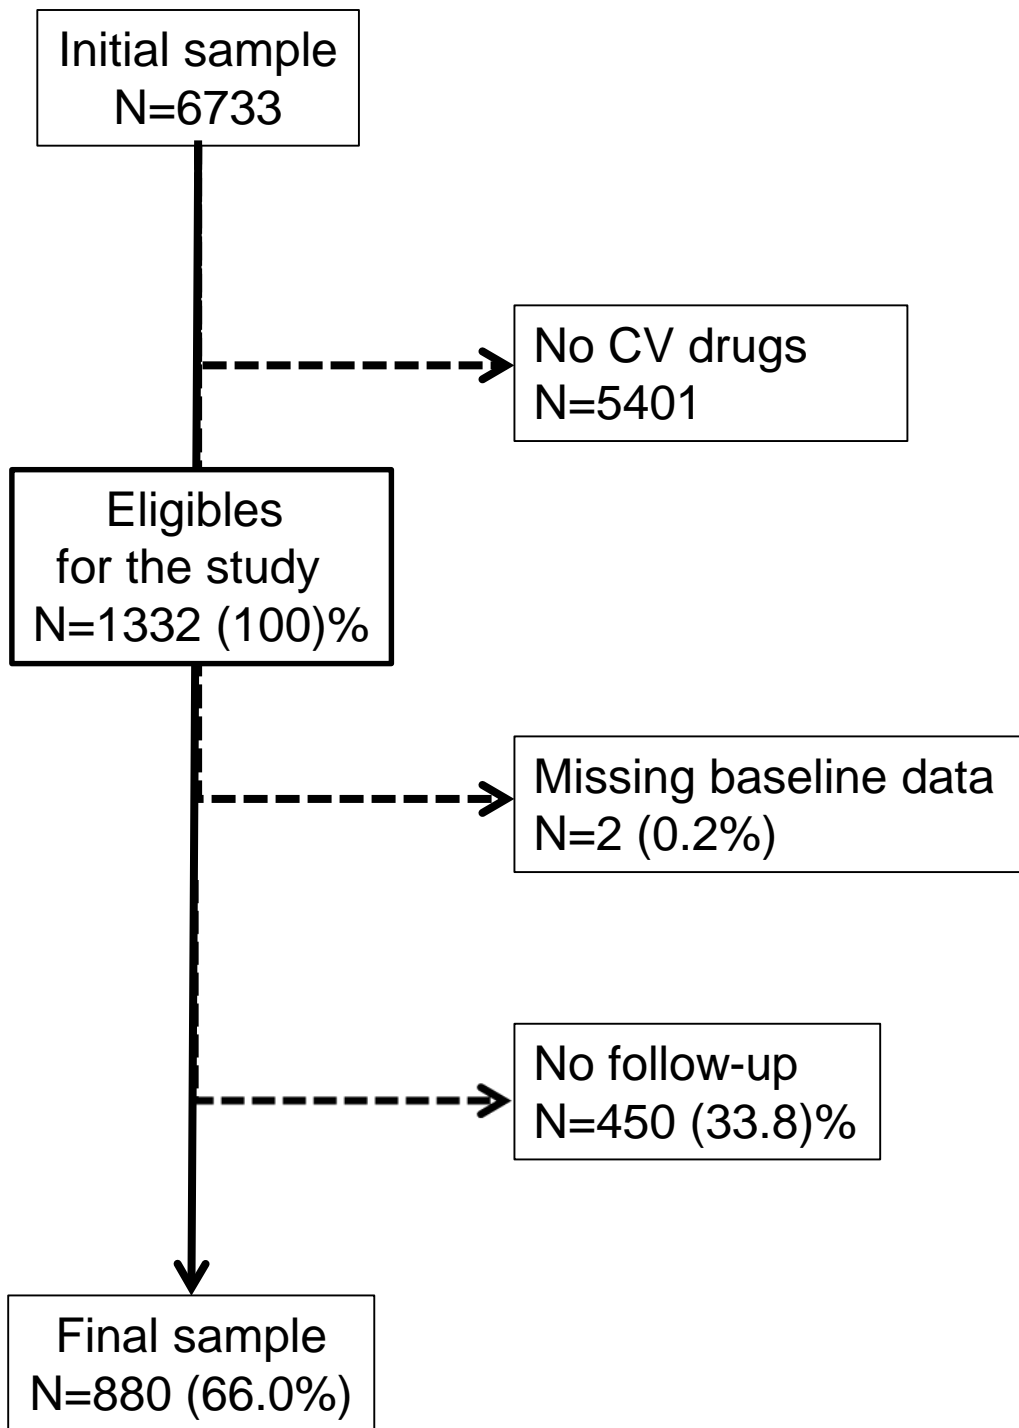 Initial sample
N=6733
No CV drugs
N=5401
Eligibles
for the study
N=1332 (100)%
Missing baseline data
N=2 (0.2%)
No follow-up
N=450 (33.8)%
Final sample
N=880 (66.0%)